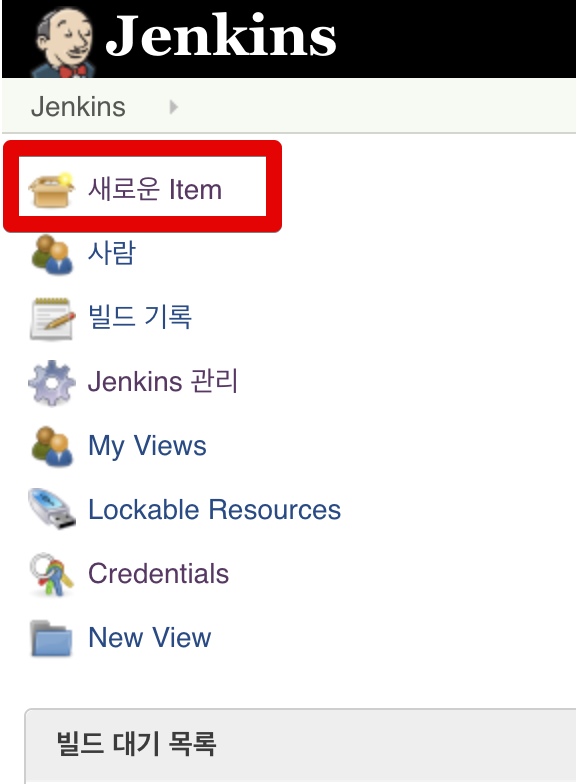 Jenkins
Jenkins
새로운 Item
사람
빌드 기록
Jenkins 관리
My Views
Lockable Resources
Credentials
New View
빌드 대기 목록